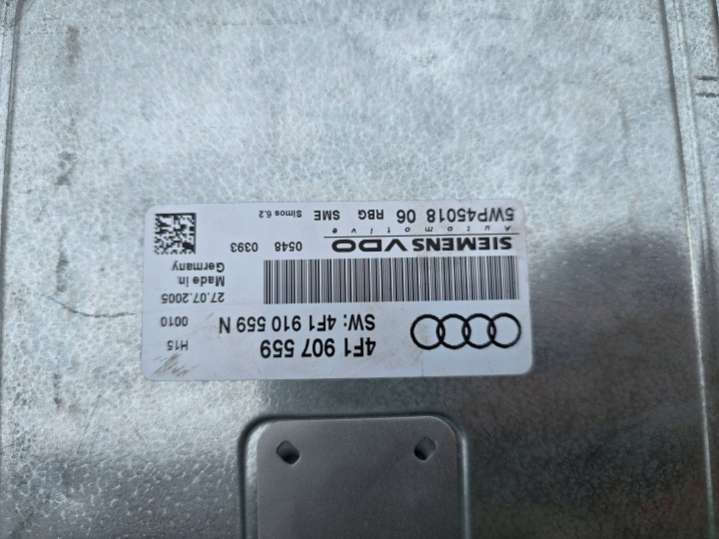 4F1 907 559
SW: 4F1 910 559 N
H15
0010
27.07.2005
Made in.
Germany
SIEMENS VDO
Automotive
0548 0393
5WP45018 06 RBG SME Simos 6.2